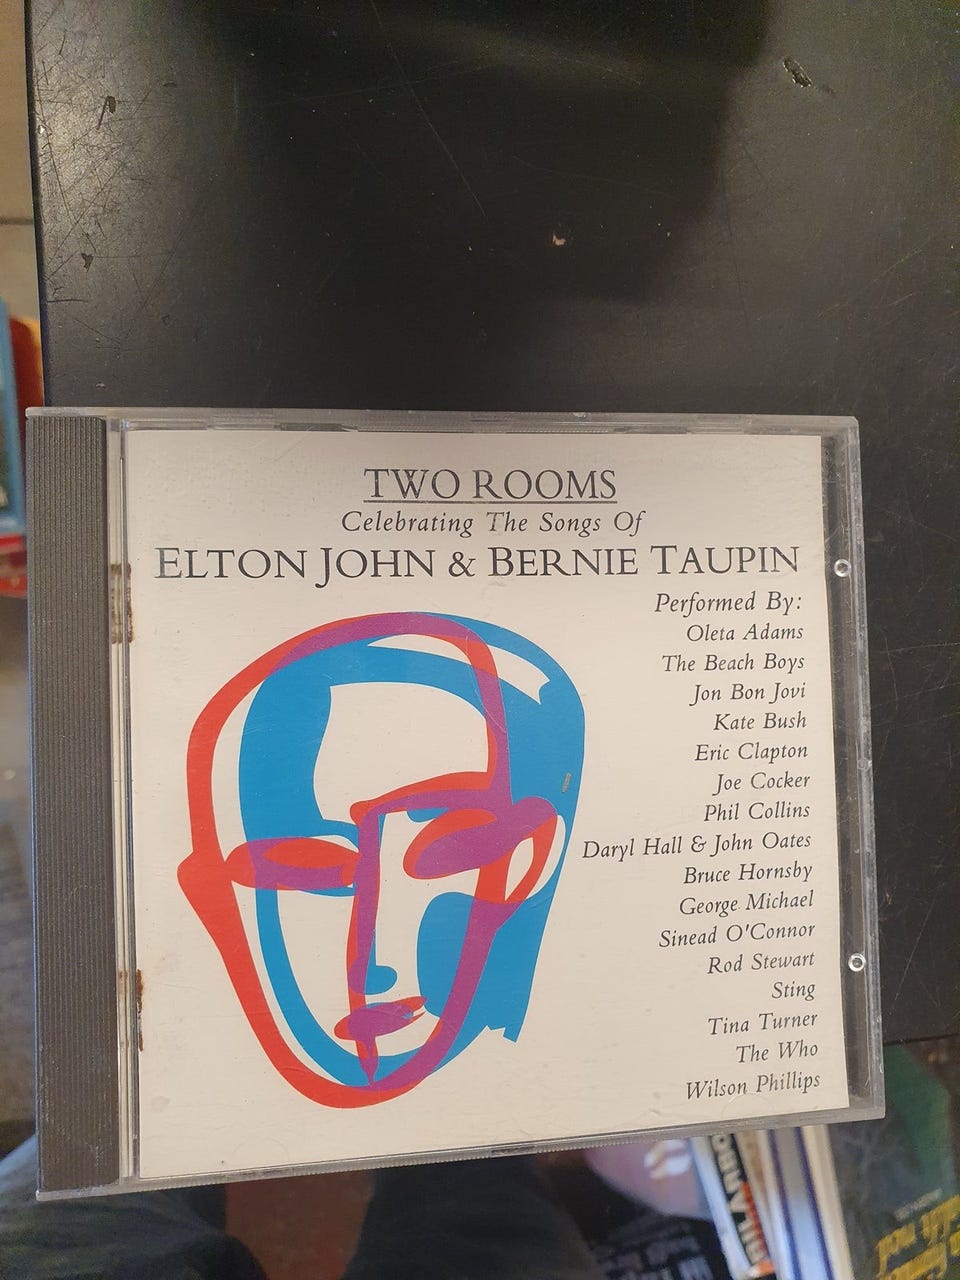 TWO ROOMS
Celebrating The Songs Of
ELTON JOHN & BERNIE TAUPIN
Performed By:
Oleta Adams
The Beach Boys
Jon Bon Jovi
Kate Bush
Eric Clapton
Joe Cocker
Phil Collins
Daryl Hall & John Oates
Bruce Hornsby
George Michael
Sinead O'Connor
Rod Stewart
Sting
Tina Turner
The Who
Wilson Phillips